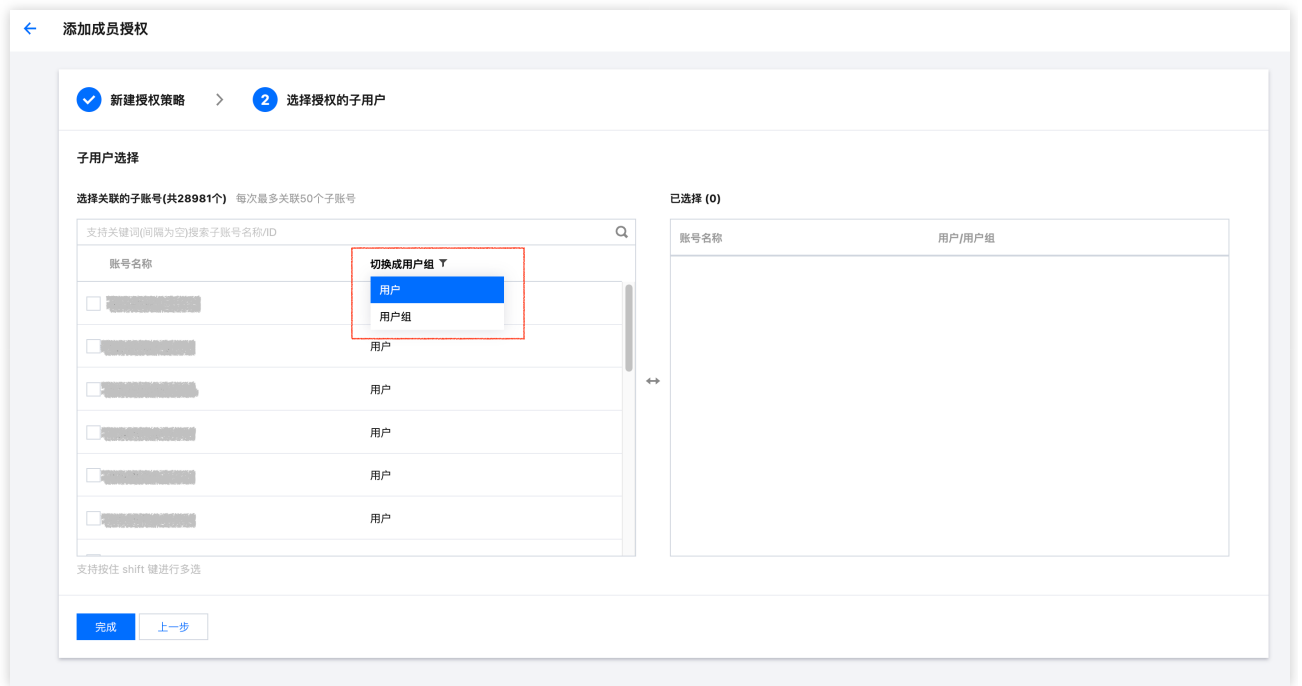 添加成员授权
新建授权策略
2 选择授权的子用户
子用户选择
选择关联的子账号(共28981个) 每次最多关联50个子账号
已选择 (0)
支持关键词(间隔为空)搜索子账号名称/ID
账号名称
切换成用户组
账号名称
用户/用户组
用户
用户组
用户
用户
用户
用户
用户
支持按住 shift 键进行多选
完成
上一步